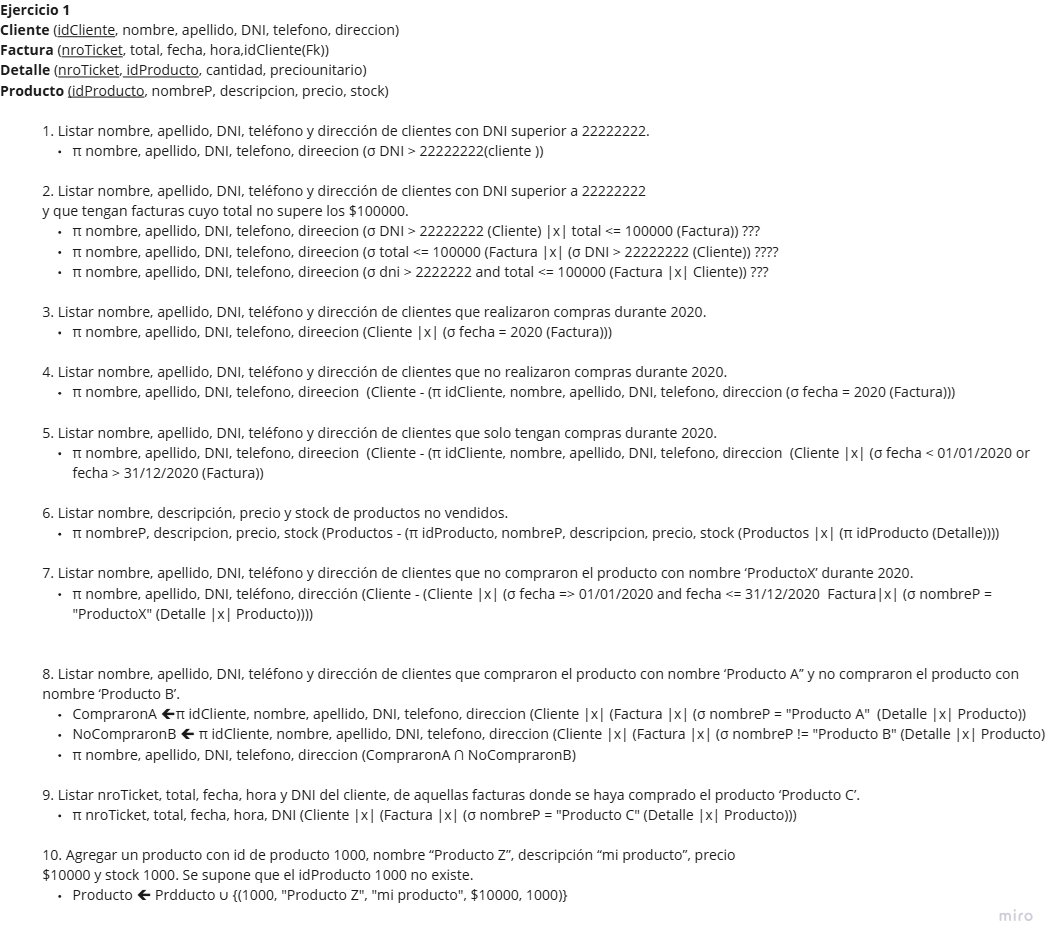 Ejercicio 1
Cliente (idCliente, nombre, apellido, DNI, telefono, direccion)
Factura (nroTicket, total, fecha, hora,idCliente(Fk))
Detalle (nroTicket, idProducto, cantidad, preciounitario)
Producto (idProducto, nombreP, descripcion, precio, stock)
1. Listar nombre, apellido, DNI, teléfono y dirección de clientes con DNI superior a 22222222.
• π nombre, apellido, DNI, telefono, direecion (σ DNI > 22222222(cliente ))
2. Listar nombre, apellido, DNI, teléfono y dirección de clientes con DNI superior a 22222222
y que tengan facturas cuyo total no supere los $100000.
• π nombre, apellido, DNI, telefono, direecion (σ DNI > 22222222 (Cliente) |x| total <= 100000 (Factura)) ???
• π nombre, apellido, DNI, telefono, direecion (σ total <= 100000 (Factura |x| (σ DNI > 22222222 (Cliente)) ????
• π nombre, apellido, DNI, telefono, direecion (σ dni > 2222222 and total <= 100000 (Factura |x| Cliente)) ???
3. Listar nombre, apellido, DNI, teléfono y dirección de clientes que realizaron compras durante 2020.
• π nombre, apellido, DNI, telefono, direecion (Cliente |x| (σ fecha = 2020 (Factura)))
4. Listar nombre, apellido, DNI, teléfono y dirección de clientes que no realizaron compras durante 2020.
• π nombre, apellido, DNI, telefono, direecion (Cliente - (π idCliente, nombre, apellido, DNI, telefono, direccion (σ fecha = 2020 (Factura)))
5. Listar nombre, apellido, DNI, teléfono y dirección de clientes que solo tengan compras durante 2020.
• π nombre, apellido, DNI, telefono, direecion (Cliente - (π idCliente, nombre, apellido, DNI, telefono, direccion (Cliente |x| (σ fecha < 01/01/2020 or
fecha > 31/12/2020 (Factura))
6. Listar nombre, descripción, precio y stock de productos no vendidos.
• π nombreP, descripcion, precio, stock (Productos - (π idProducto, nombreP, descripcion, precio, stock (Productos |x| (π idProducto (Detalle))))
7. Listar nombre, apellido, DNI, teléfono y dirección de clientes que no compraron el producto con nombre ‘ProductoX’ durante 2020.
• π nombre, apellido, DNI, telefono, dirección (Cliente - (Cliente |x| (σ fecha => 01/01/2020 and fecha <= 31/12/2020 Factura|x| (σ nombreP =
"ProductoX" (Detalle |x| Producto))))
8. Listar nombre, apellido, DNI, teléfono y dirección de clientes que compraron el producto con nombre ‘Producto A” y no compraron el producto con
nombre ‘Producto B’.
• CompraronA 🡰π idCliente, nombre, apellido, DNI, telefono, direccion (Cliente |x| (Factura |x| (σ nombreP = "Producto A" (Detalle |x| Producto))
• NoCompraronB 🡰 π idCliente, nombre, apellido, DNI, telefono, direccion (Cliente |x| (Factura |x| (σ nombreP != "Producto B" (Detalle |x| Producto)
• π nombre, apellido, DNI, telefono, direccion (CompraronA ∩ NoCompraronB)
9. Listar nroTicket, total, fecha, hora y DNI del cliente, de aquellas facturas donde se haya comprado el producto ‘Producto C’.
• π nroTicket, total, fecha, hora, DNI (Cliente |x| (Factura |x| (σ nombreP = "Producto C" (Detalle |x| Producto)))
10. Agregar un producto con id de producto 1000, nombre “Producto Z”, descripción “mi producto”, precio
$10000 y stock 1000. Se supone que el idProducto 1000 no existe.
• Producto 🡰 Prdducto ∪ {(1000, "Producto Z", "mi producto", $10000, 1000)}
miro